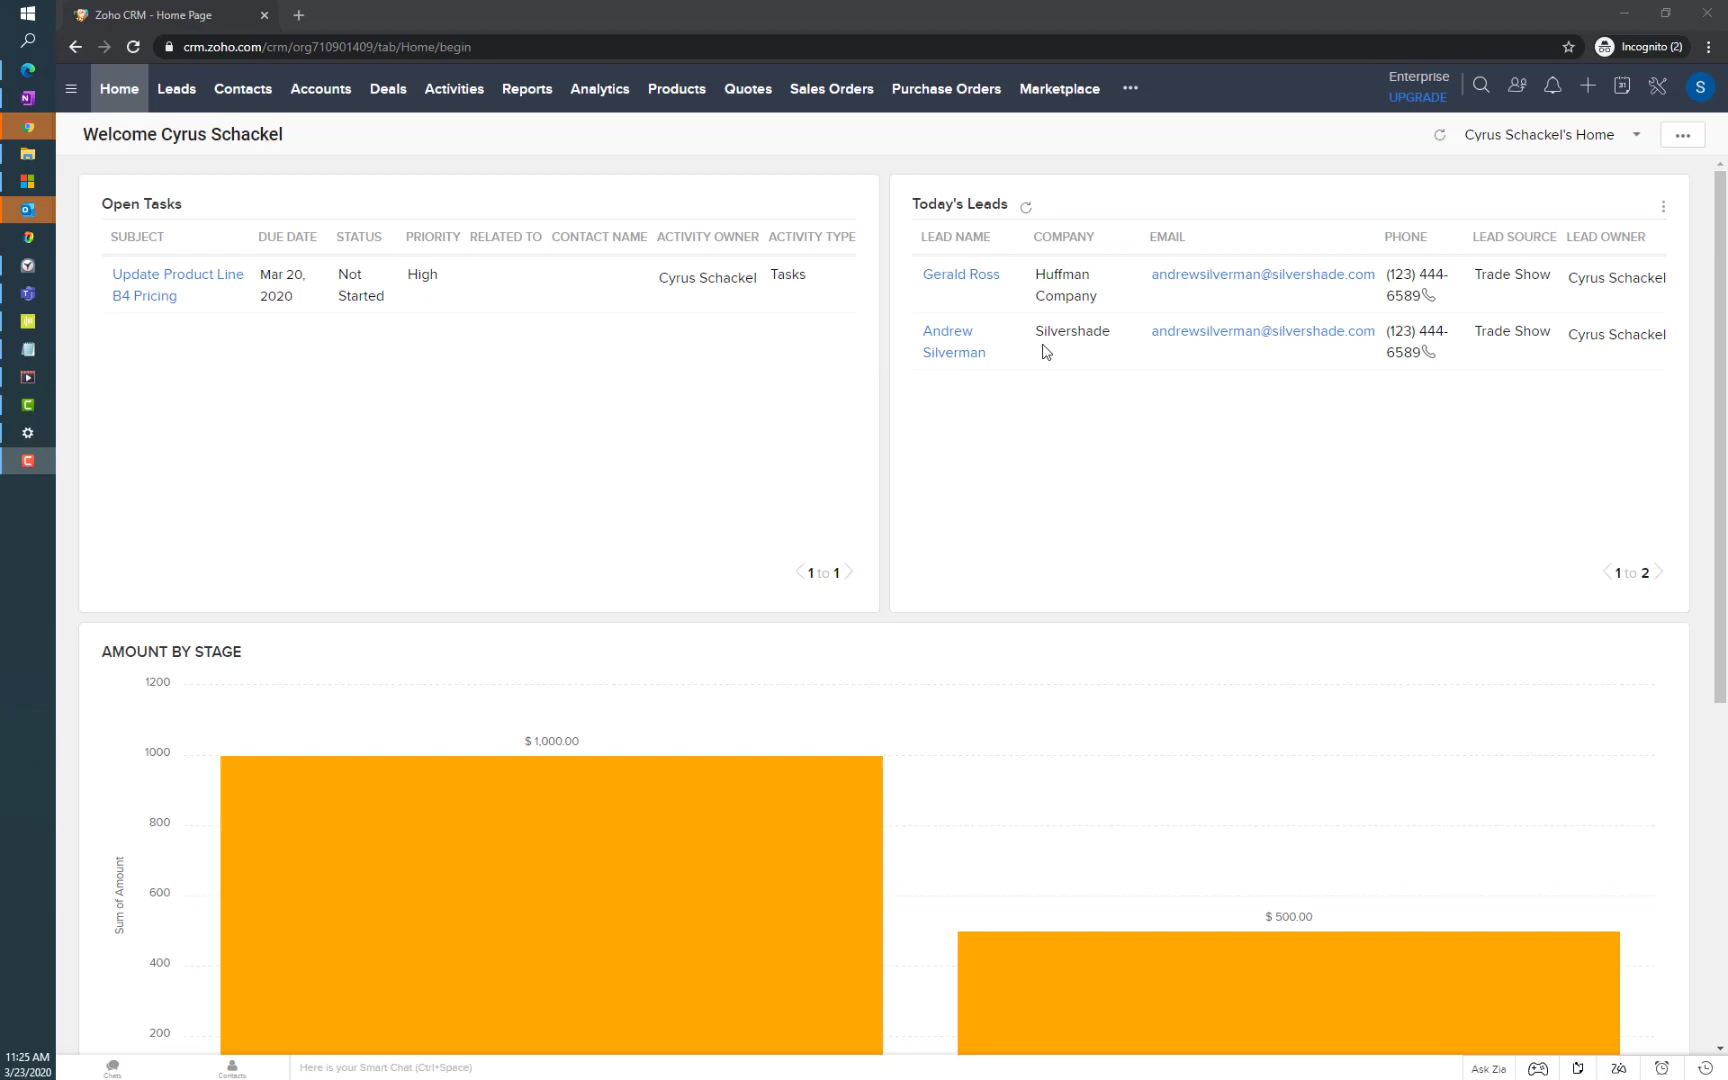 Zoho CRM - Home Page
crm.zoho.com/crm/org710901409/tab/Home/begin
Incognito (2)
Home Leads Contacts Accounts Deals Activities Reports Analytics Products Quotes Sales Orders Purchase Orders Marketplace
Enterprise
UPGRADE
S
Welcome Cyrus Schackel
Cyrus Schackel's Home
Open Tasks
SUBJECT DUE DATE STATUS PRIORITY RELATED TO CONTACT NAME ACTIVITY OWNER ACTIVITY TYPE
Update Product Line Mar 20, Not High Cyrus Schackel Tasks
B4 Pricing 2020 Started
1 to 1
Today's Leads
LEAD NAME COMPANY EMAIL PHONE LEAD SOURCE LEAD OWNER
Gerald Ross Huffman andrewsilverman@silvershade.com (123) 444- Trade Show Cyrus Schackel
Company 6589
Andrew Silvershade andrewsilverman@silvershade.com (123) 444- Trade Show Cyrus Schackel
Silverman 6589
1 to 2
AMOUNT BY STAGE
1200
1000
800
600
400
200
Sum of Amount
$ 1,000.00
$ 500.00
11:25 AM
3/23/2020
Chats
Contacts
Here is your Smart Chat (Ctrl+Space)
Ask Zia